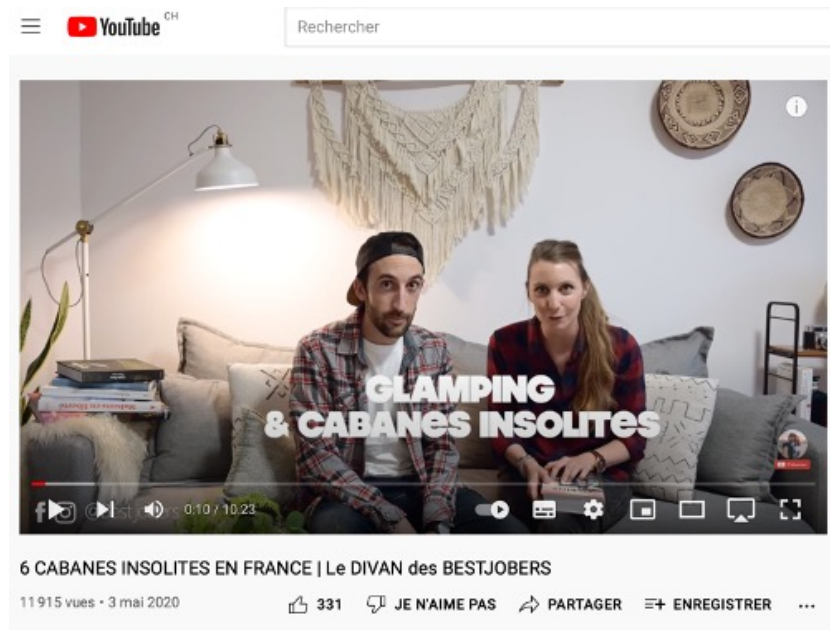 YouTube CH
Rechercher
GLAMPING
& CABANES INSOLITES
@bestjobers
0:10 / 10:23
6 CABANES INSOLITES EN FRANCE | Le DIVAN des BESTJOBERS
11 915 vues • 3 mai 2020
331 JE N'AIME PAS PARTAGER ENREGISTRER